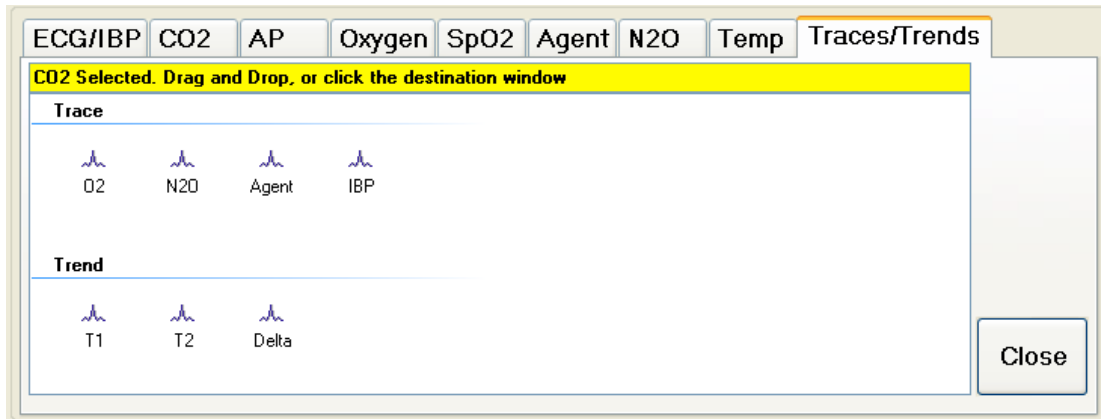 ECG/IBP CO2 AP Oxygen SpO2 Agent N2O Temp Traces/Trends
CO2 Selected. Drag and Drop, or click the destination window
Trace
O2 N2O Agent IBP
Trend
T1 T2 Delta
Close